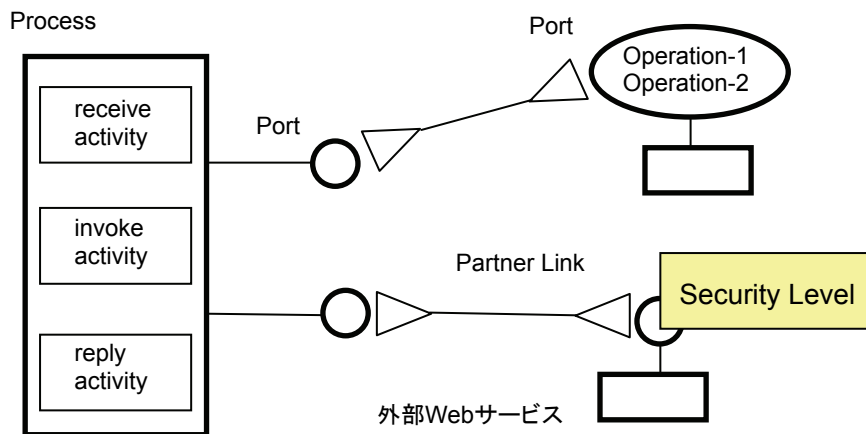 Process
receive
activity
invoke
activity
reply
activity
Port
Port
Operation-1
Operation-2
Partner Link
Security Level
外部Webサービス